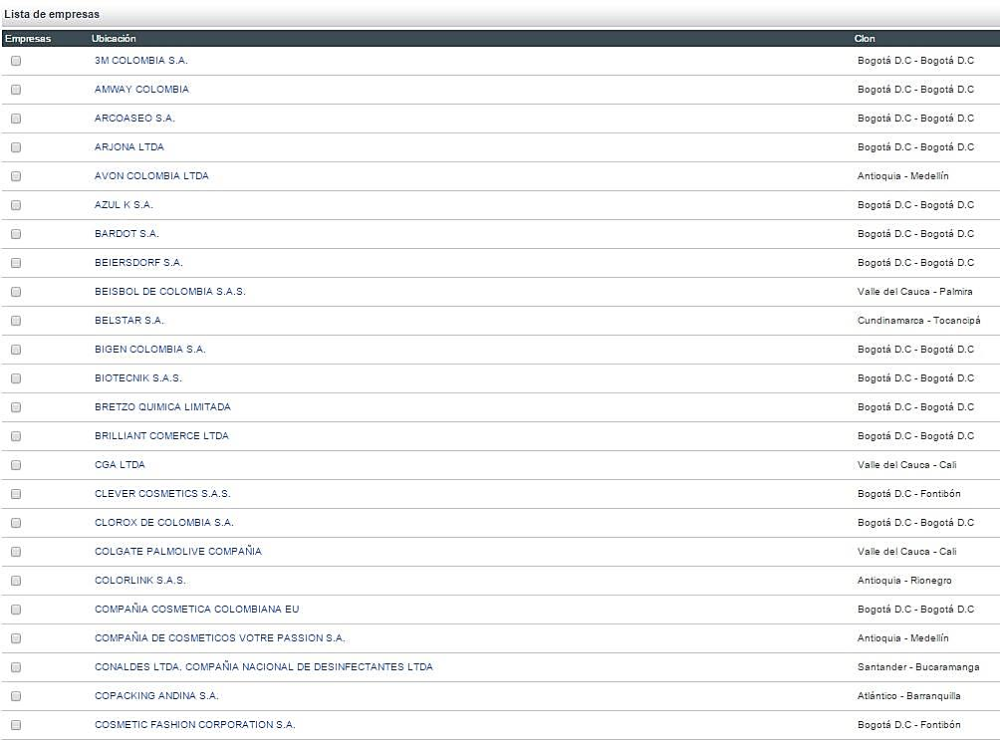 Lista de empresas
Empresas Ubicación Clon
3M COLOMBIA S.A. Bogotá D.C - Bogotá D.C
AMWAY COLOMBIA Bogotá D.C - Bogotá D.C
ARCOASEO S.A. Bogotá D.C - Bogotá D.C
ARJONA LTDA Bogotá D.C - Bogotá D.C
AVON COLOMBIA LTDA Antioquia - Medellín
AZUL K S.A. Bogotá D.C - Bogotá D.C
BARDOT S.A. Bogotá D.C - Bogotá D.C
BEIERSDORF S.A. Bogotá D.C - Bogotá D.C
BEISBOL DE COLOMBIA S.A.S. Valle del Cauca - Palmira
BELSTAR S.A. Cundinamarca - Tocancipá
BIGEN COLOMBIA S.A. Bogotá D.C - Bogotá D.C
BIOTECNIK S.A.S. Bogotá D.C - Bogotá D.C
BRETZO QUIMICA LIMITADA Bogotá D.C - Bogotá D.C
BRILLIANT COMERCE LTDA Bogotá D.C - Bogotá D.C
CGA LTDA Valle del Cauca - Cali
CLEVER COSMETICS S.A.S. Bogotá D.C - Fontibón
CLOROX DE COLOMBIA S.A. Bogotá D.C - Bogotá D.C
COLGATE PALMOLIVE COMPAÑIA Valle del Cauca - Cali
COLORLINK S.A.S. Antioquia - Rionegro
COMPAÑIA COSMETICA COLOMBIANA EU Bogotá D.C - Bogotá D.C
COMPAÑIA DE COSMETICOS VOTRE PASSION S.A. Antioquia - Medellín
CONALDES LTDA. COMPAÑIA NACIONAL DE DESINFECTANTES LTDA Santander - Bucaramanga
COPACKING ANDINA S.A. Atlántico - Barranquilla
COSMETIC FASHION CORPORATION S.A. Bogotá D.C - Fontibón